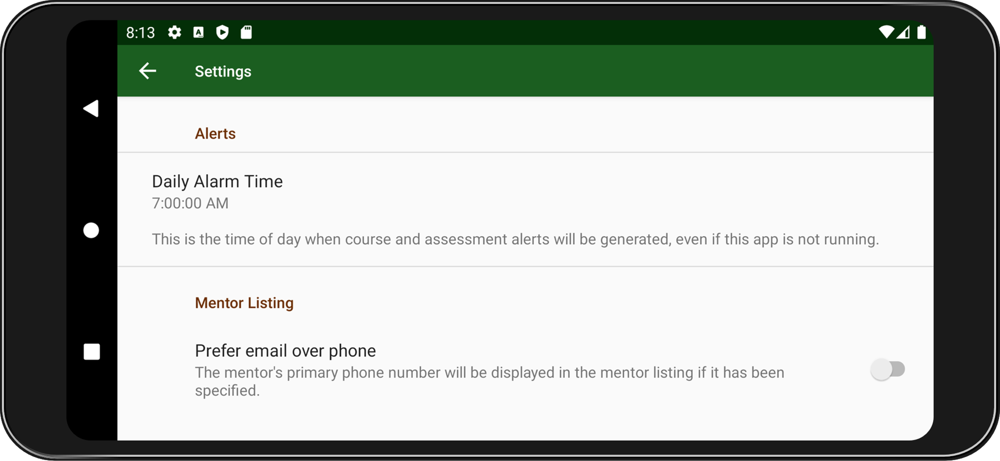 8:13
Settings
Alerts
Daily Alarm Time
7:00:00 AM
This is the time of day when course and assessment alerts will be generated, even if this app is not running.
Mentor Listing
Prefer email over phone
The mentor's primary phone number will be displayed in the mentor listing if it has been
specified.